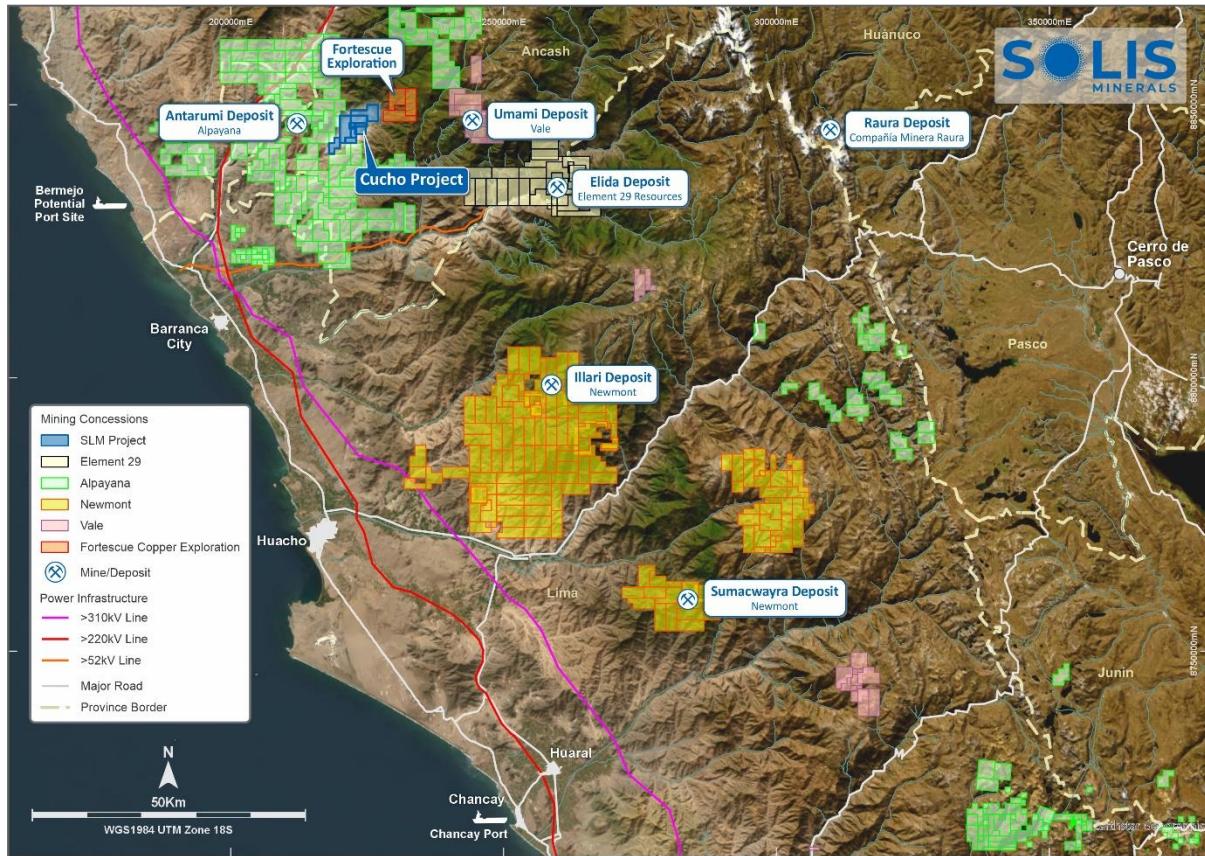 200000mE
250000mE
300000mE
350000mE
SOLIS
MINERALS
Ancash
Huánuco
Fortescue
Exploration
8850000mN
Antarumi Deposit
Alpayana
Umami Deposit
Vale
Raura Deposit
Compañía Minera Raura
Cucho Project
Elida Deposit
Element 29 Resources
Bermejo
Potential
Port Site
Cerro de
Pasco
Barranca
City
Pasco
Illari Deposit
Newmont
8800000mN
Mining Concessions
SLM Project
Element 29
Alpayana
Newmont
Vale
Fortescue Copper Exploration
Mine/Deposit
Power Infrastructure
>310kV Line
>220kV Line
>52kV Line
Major Road
Province Border
Huacho
Lima
Sumacwayra Deposit
Newmont
8750000mN
Junin
N
50Km
WGS1984 UTM Zone 18S
Huaral
Chancay
Chancay Port